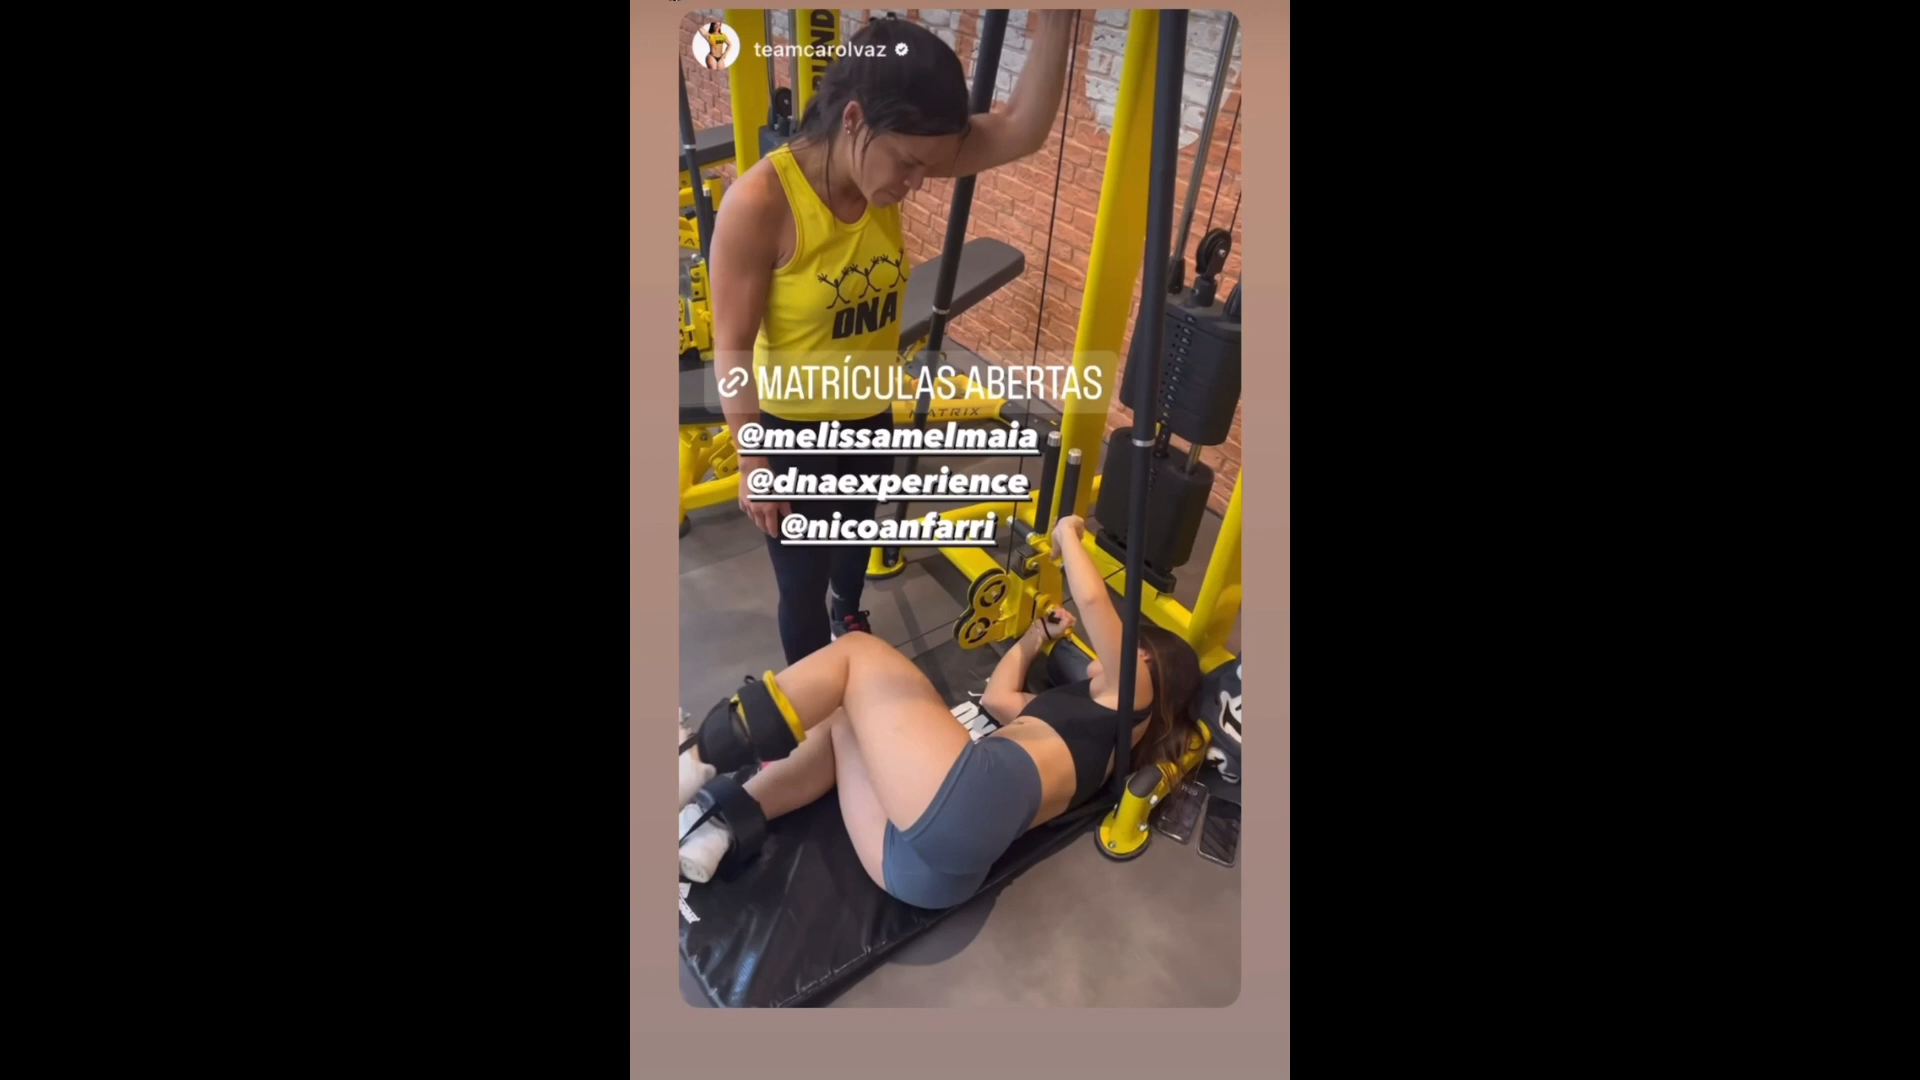 teamcarolvaz
DNA
MATRÍCULAS ABERTAS
MATRIX
@melissamelmaia
@dnaexperience
@nicoanfarri